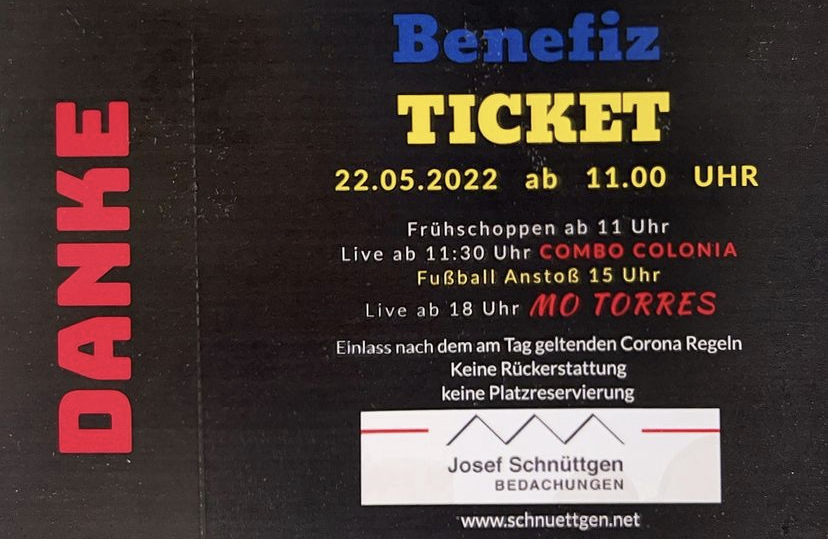 DANKE
Benefiz
TICKET
22.05.2022 ab 11.00 UHR
Frühschoppen ab 11 Uhr
Live ab 11:30 Uhr COMBO COLONIA
Fußball Anstoß 15 Uhr
Live ab 18 Uhr MO TORRES
Einlass nach dem am Tag geltenden Corona Regeln
Keine Rückerstattung
keine Platzreservierung
Josef Schnüttgen
BEDACHUNGEN
www.schnuettgen.net